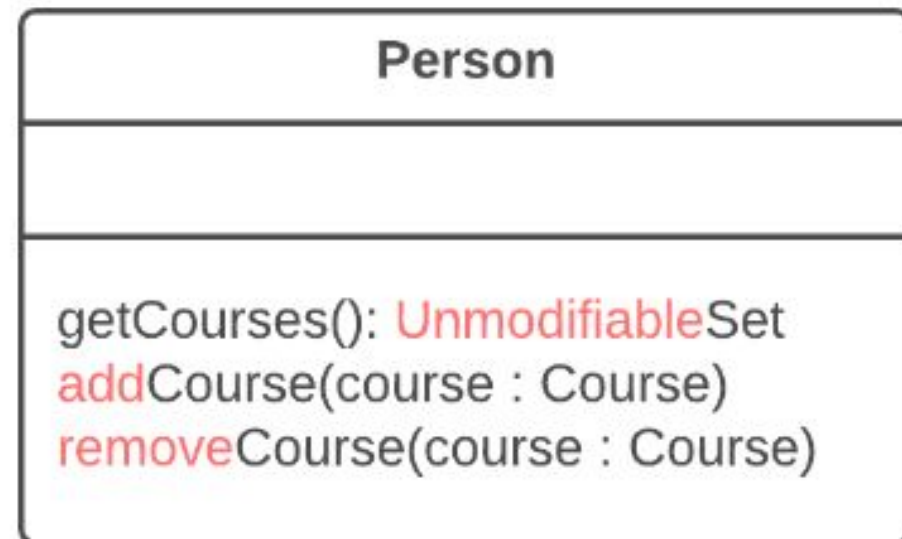 Person
getCourses(): UnmodifiableSet
addCourse(course : Course)
removeCourse(course : Course)